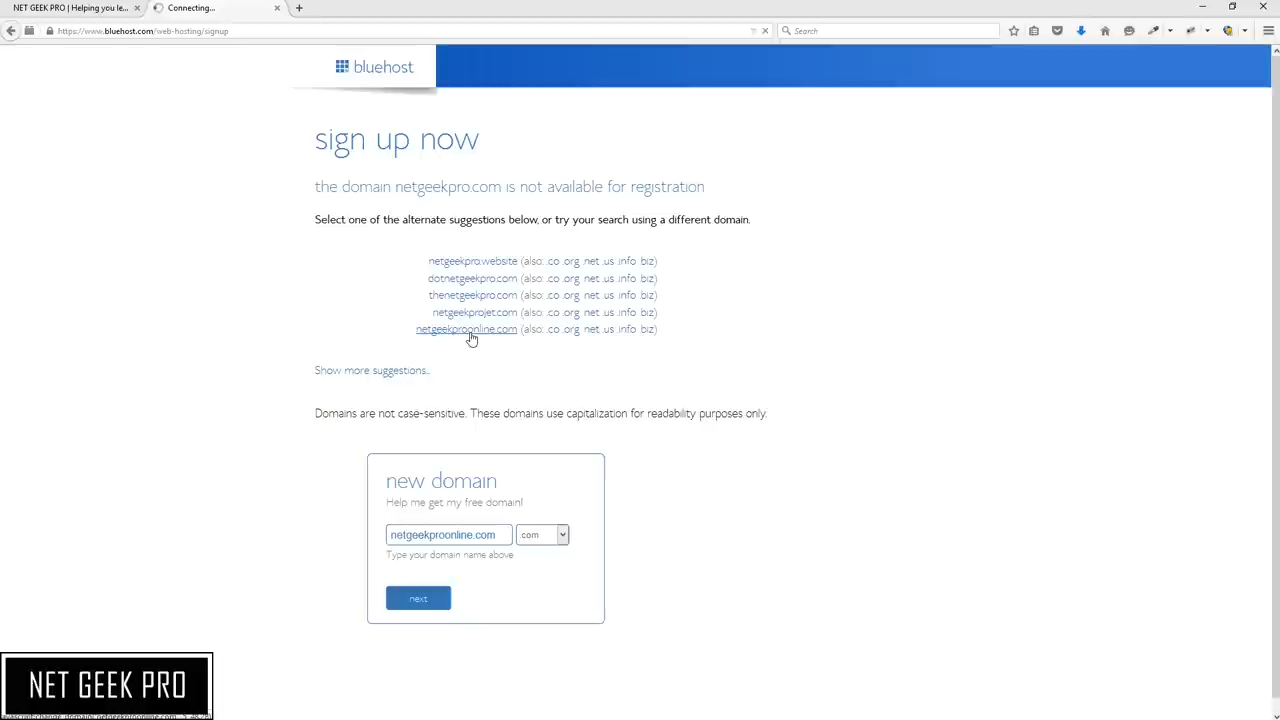 NET GEEK PRO | Helping you le...
Connecting...
https://www.bluehost.com/web-hosting/signup
Search
bluehost
sign up now
the domain netgeekpro.com is not available for registration
Select one of the alternate suggestions below, or try your search using a different domain.
netgeekpro.website (also: .co .org .net .us .info .biz)
dotnetgeekpro.com (also: .co .org .net .us .info .biz)
thenetgeekpro.com (also: .co .org .net .us .info .biz)
netgeekprojet.com (also: .co .org .net .us .info .biz)
netgeekproonline.com (also: .co .org .net .us .info .biz)
Show more suggestions...
Domains are not case-sensitive. These domains use capitalization for readability purposes only.
new domain
Help me get my free domain!
netgeekproonline.com .com
Type your domain name above
next
NET GEEK PRO